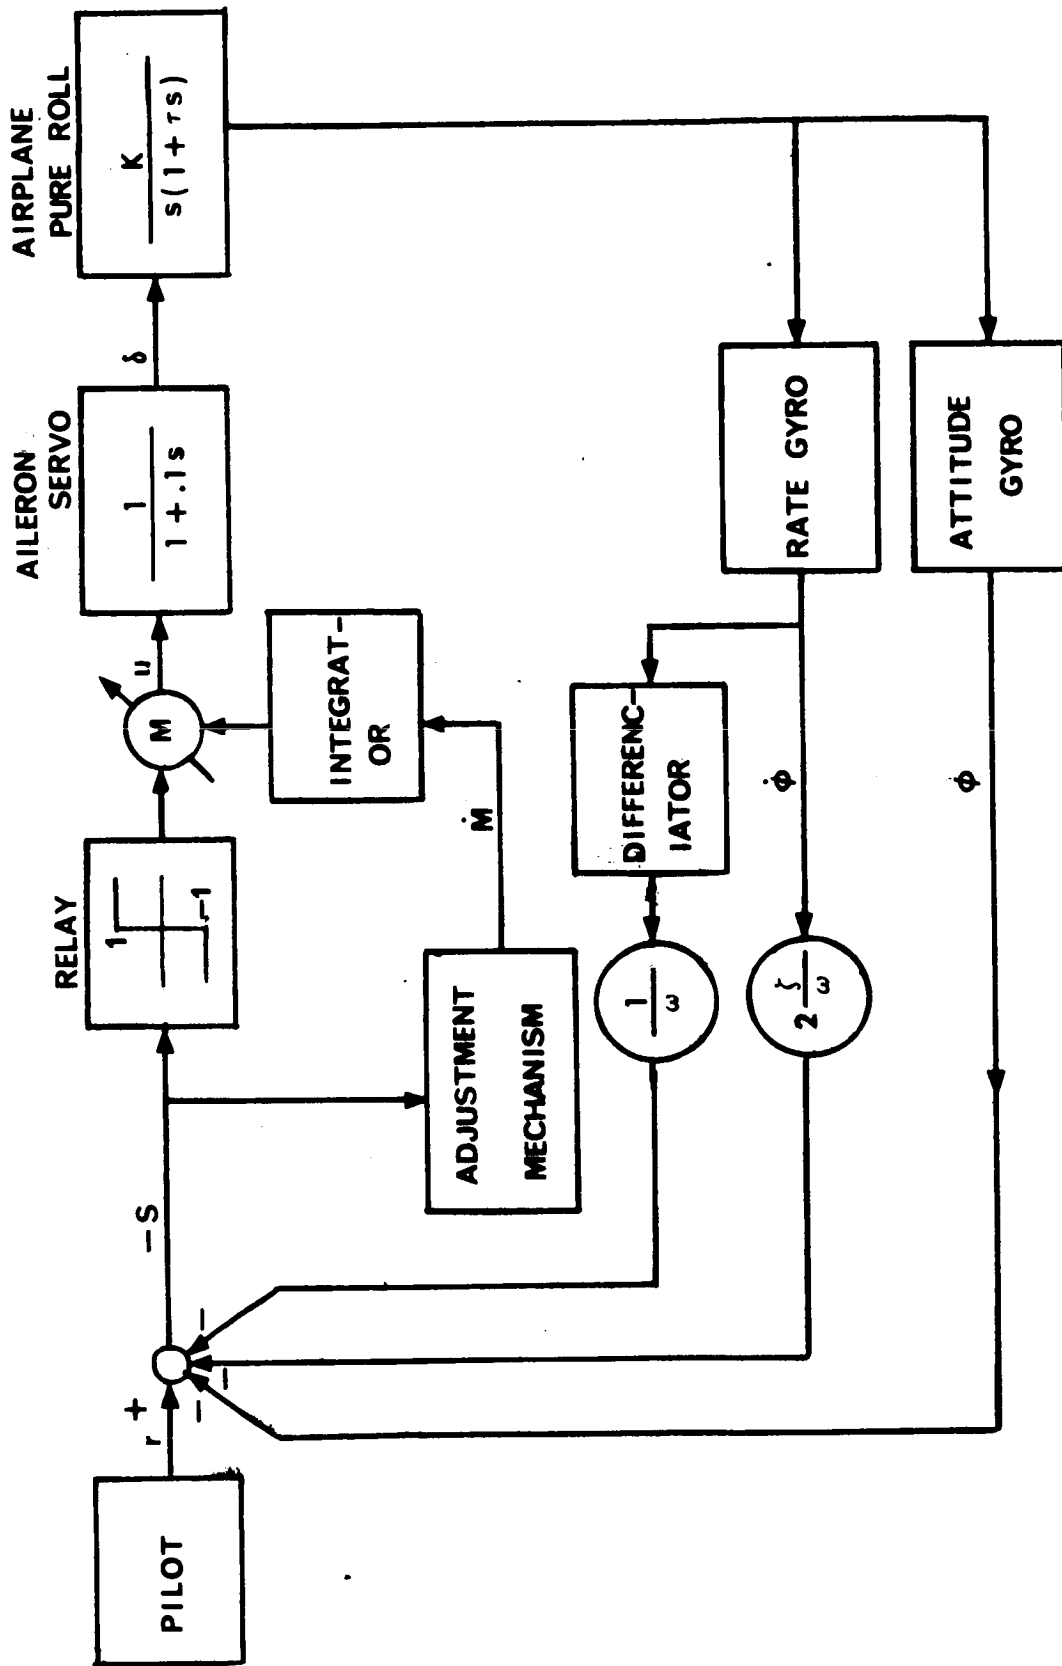 PILOT
r
+
−
−
−
−S
RELAY
1
−1
M
u
AILERON
SERVO
1
1 + .1s
δ
AIRPLANE
PURE ROLL
K
s(1 + τs)
INTEGRAT−
OR
Ṁ
ADJUSTMENT
MECHANISM
DIFFERENC−
IATOR
1
ω
RATE GYRO
φ̇
2 ζ
ω
ATTITUDE
GYRO
φ̇